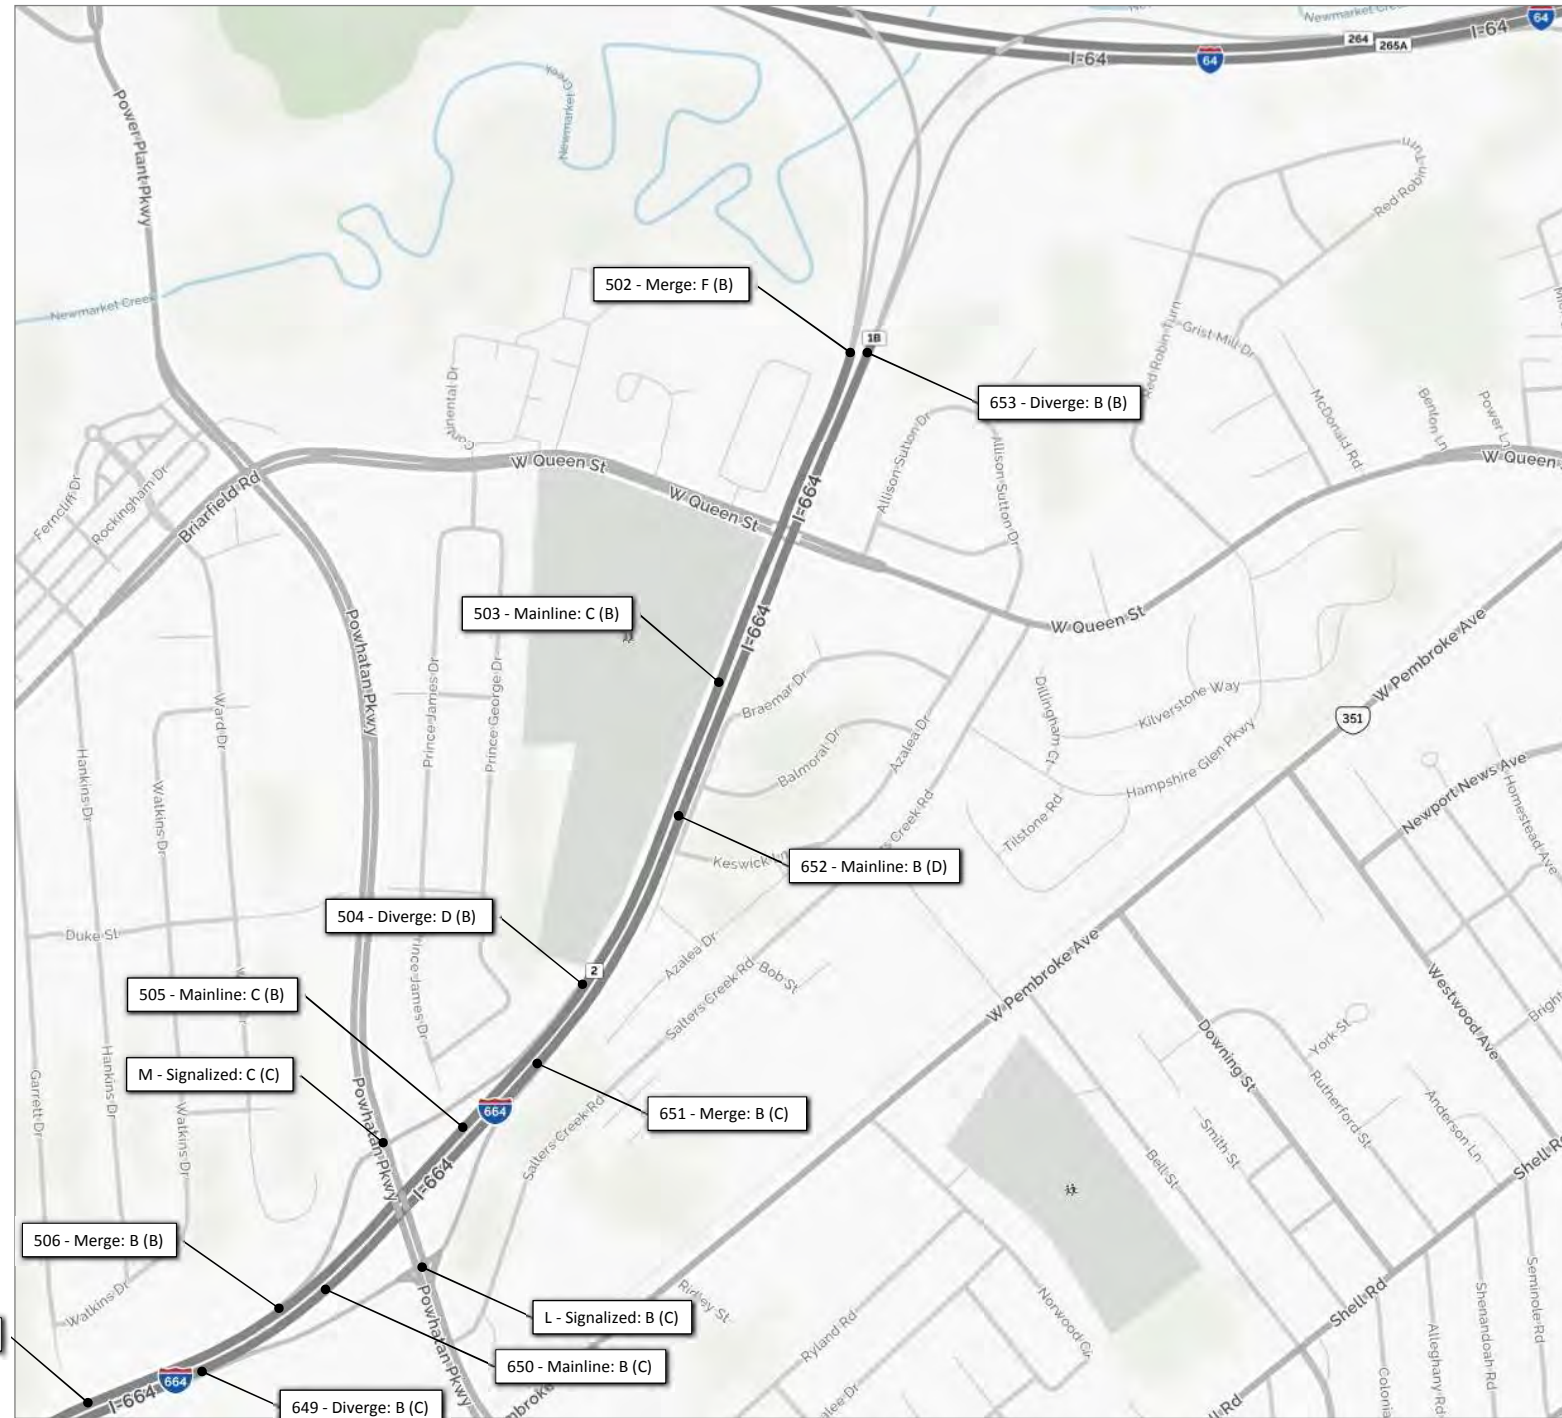 Newmarket Creek
I-64
64
264
265A
I-64
64
Power Plant Pkwy
Newmarket Creek
Red Robin Turn
502 - Merge: F (B)
Newmarket Creek
1B
Grist Mill Dr
Red Robin Turn
653 - Diverge: B (B)
Continental Dr
McDonald Rd
Benlon Ln
Allison Sutton Dr
Allison Sutton Dr
W Queen St
W Queen
Ferncliff Dr
Rockingham Dr
Briarfield Rd
W Queen St
I-664
503 - Mainline: C (B)
I-664
W Queen St
Powhatan Pkwy
W Pembroke Ave
Prince James Dr
Prince George Dr
Ward Dr
Braemar Dr
Dillingham Ct
Kilverstone Way
351
Hankins Dr
Watkins Dr
Balmoral Dr
Azalea Dr
Hampshire Glen Pkwy
Newport News Ave
Homestead Ave
Tilstone Rd
652 - Mainline: B (D)
Keswick Ln
504 - Diverge: D (B)
Duke St
Azalea Dr
W Pembroke Ave
2
Salters Creek Rd
Bob St
505 - Mainline: C (B)
Prince James Dr
Westwood Ave
Downing St
York St
M - Signalized: C (C)
Garrett Dr
Hankins Dr
Watkins Dr
Powhatan Pkwy
664
651 - Merge: B (C)
Salters Creek Rd
Rutherford St
Anderson Ln
Smith St
Bell St
Shell Rd
I-664
506 - Merge: B (B)
Watkins Dr
L - Signalized: B (C)
Powhatan Pkwy
Ridley St
Ryland Rd
Norwood Cir
Shell Rd
Seminole Rd
Shenandoah Rd
Alleghany Rd
650 - Mainline: B (C)
664
I-664
649 - Diverge: B (C)